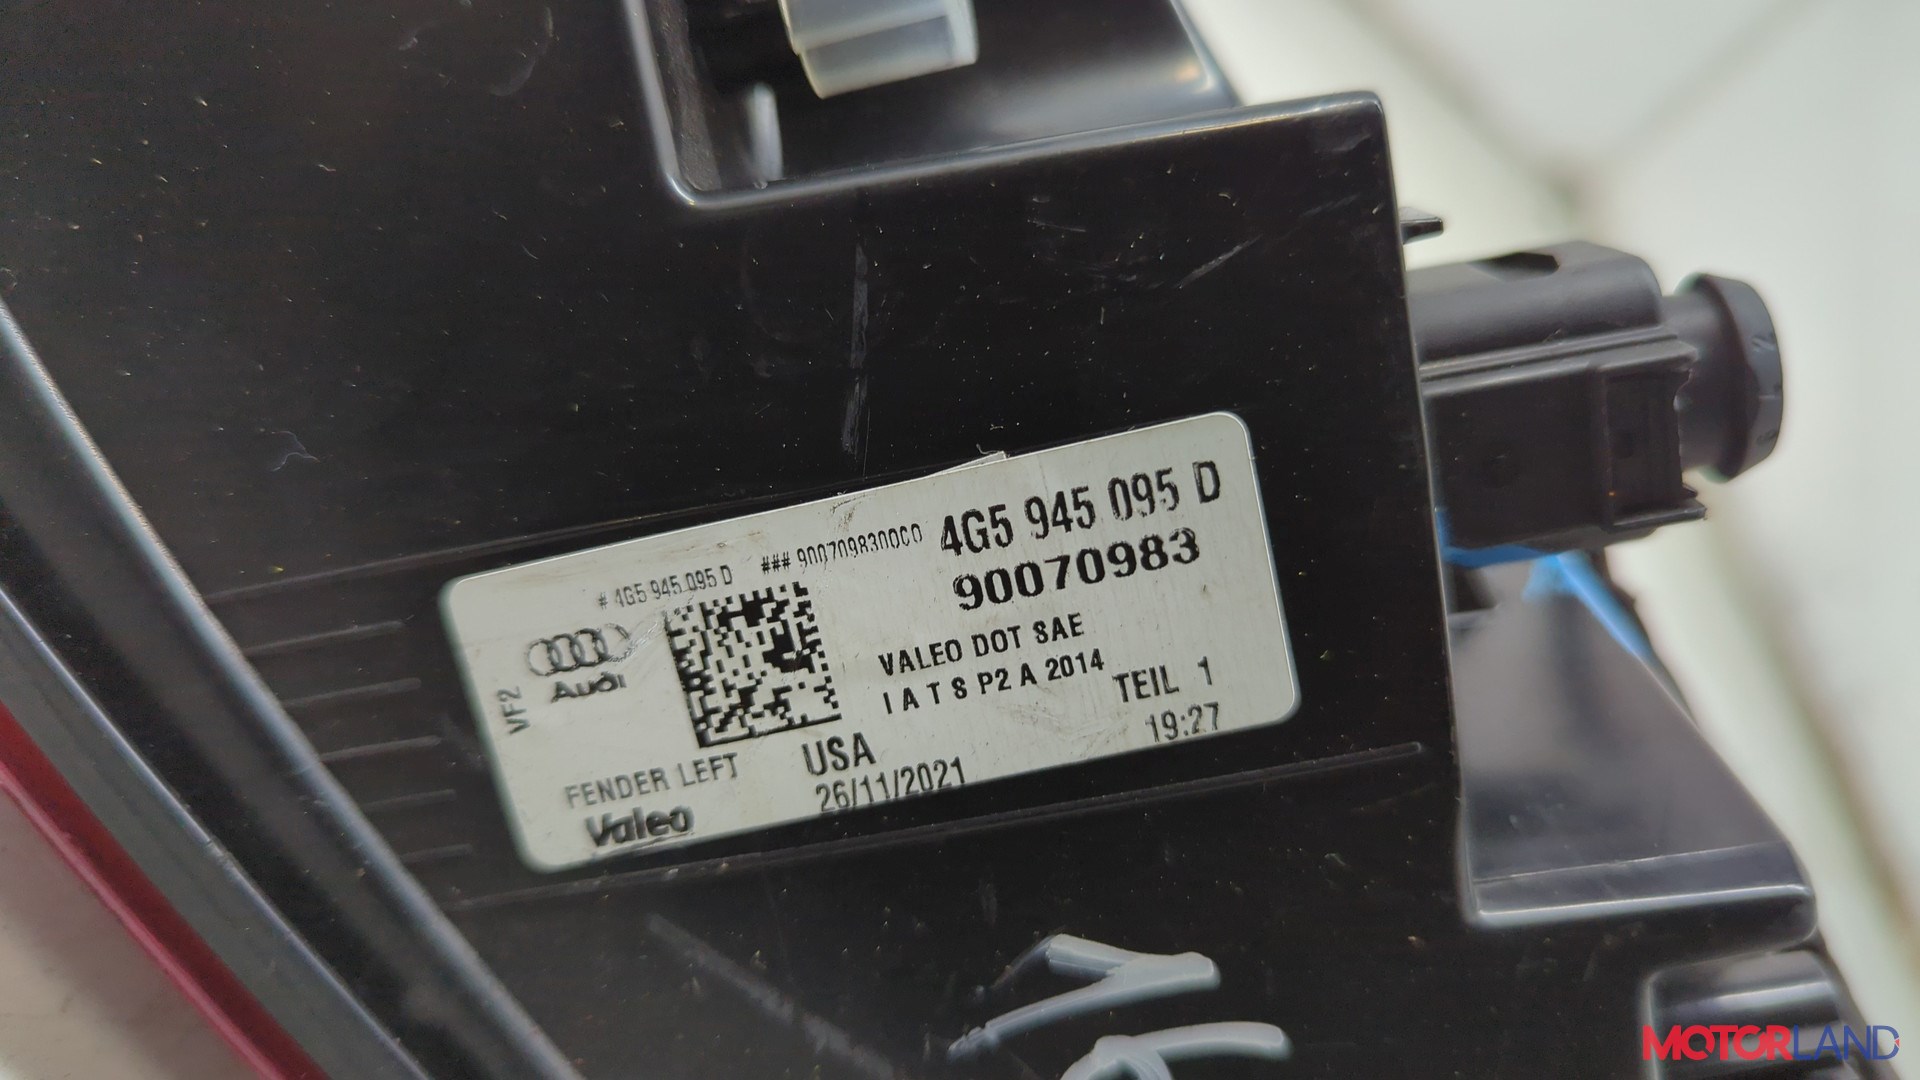 # 4G5 945 095 D ### 9007098300C0 4G5 945 095 D
90070983
Audi
VF2
VALEO DOT SAE
I A T S P2 A 2014
TEIL 1
19:27
FENDER LEFT
USA
Valeo
26/11/2021
MOTORLAND